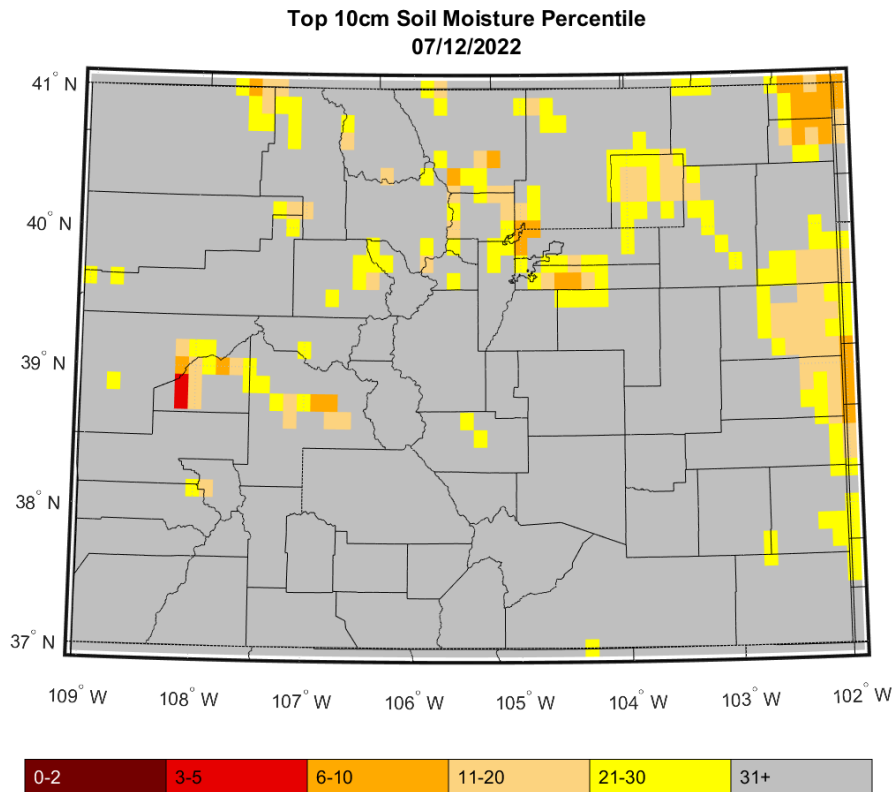 Top 10cm Soil Moisture Percentile
07/12/2022
41° N
40° N
39° N
38° N
37° N
109° W 108° W 107° W 106° W 105° W 104° W 103° W 102° W
0-2 3-5 6-10 11-20 21-30 31+